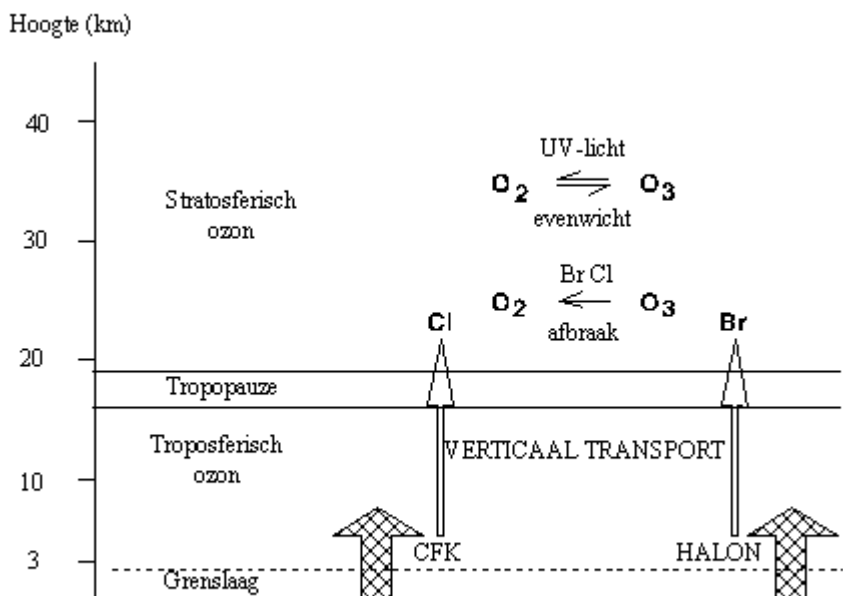 Hoogte (km)
40
UV-licht
O2 O3
Stratosferisch
ozon
evenwicht
30
Br Cl
O2 O3
afbraak
Cl
Br
20
Tropopauze
Troposferisch
ozon
VERTICAAL TRANSPORT
10
CFK
HALON
3
Grenslaag